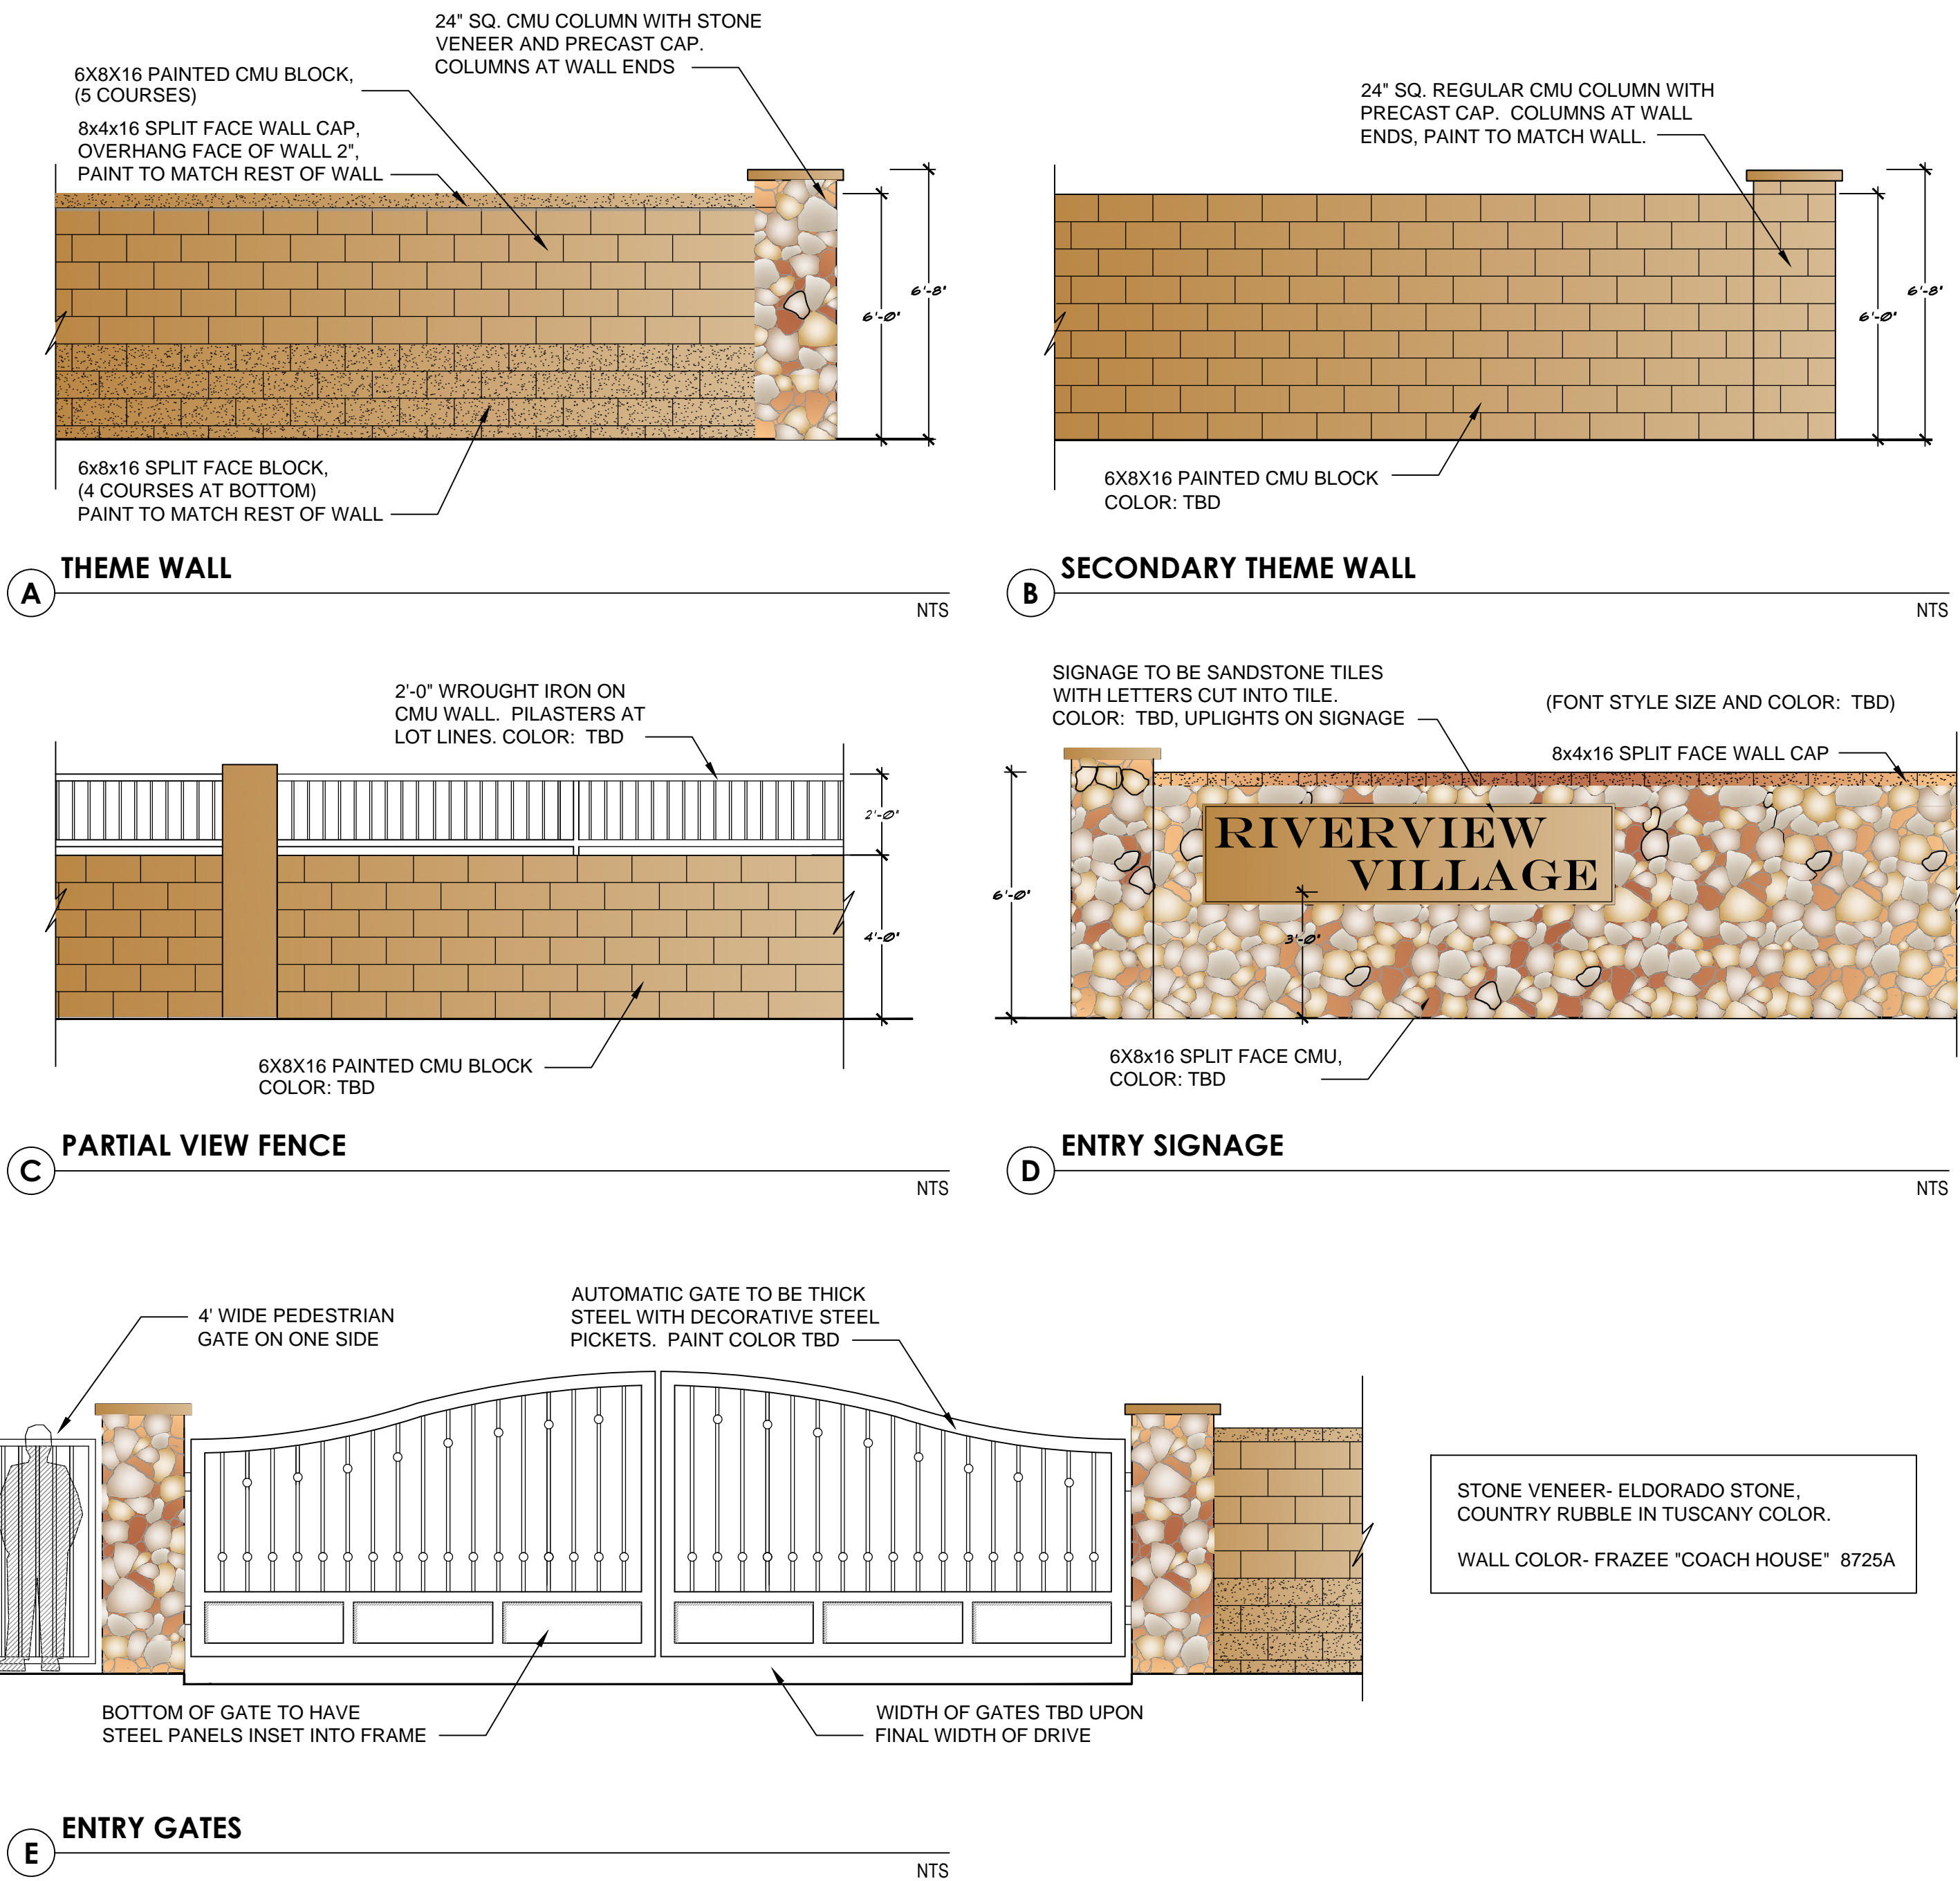 24" SQ. CMU COLUMN WITH STONE
VENEER AND PRECAST CAP.
COLUMNS AT WALL ENDS
6X8X16 PAINTED CMU BLOCK,
(5 COURSES)
8x4x16 SPLIT FACE WALL CAP,
OVERHANG FACE OF WALL 2",
PAINT TO MATCH REST OF WALL
6'-8"
6'-0"
6x8x16 SPLIT FACE BLOCK,
(4 COURSES AT BOTTOM)
PAINT TO MATCH REST OF WALL
A
THEME WALL
NTS
24" SQ. REGULAR CMU COLUMN WITH
PRECAST CAP.  COLUMNS AT WALL
ENDS, PAINT TO MATCH WALL.
6'-8"
6'-0"
6X8X16 PAINTED CMU BLOCK
COLOR: TBD
B
SECONDARY THEME WALL
NTS
2'-0" WROUGHT IRON ON
CMU WALL.  PILASTERS AT
LOT LINES. COLOR:  TBD
2'-0"
4'-0"
6X8X16 PAINTED CMU BLOCK
COLOR: TBD
C
PARTIAL VIEW FENCE
NTS
SIGNAGE TO BE SANDSTONE TILES
WITH LETTERS CUT INTO TILE.
COLOR:  TBD, UPLIGHTS ON SIGNAGE
(FONT STYLE SIZE AND COLOR:  TBD)
8x4x16 SPLIT FACE WALL CAP
RIVERVIEW
VILLAGE
6'-0"
3'-0"
6X8x16 SPLIT FACE CMU,
COLOR: TBD
D
ENTRY SIGNAGE
NTS
4' WIDE PEDESTRIAN
GATE ON ONE SIDE
AUTOMATIC GATE TO BE THICK
STEEL WITH DECORATIVE STEEL
PICKETS.  PAINT COLOR TBD
BOTTOM OF GATE TO HAVE
STEEL PANELS INSET INTO FRAME
WIDTH OF GATES TBD UPON
FINAL WIDTH OF DRIVE
STONE VENEER- ELDORADO STONE,
COUNTRY RUBBLE IN TUSCANY COLOR.
WALL COLOR- FRAZEE "COACH HOUSE"  8725A
E
ENTRY GATES
NTS